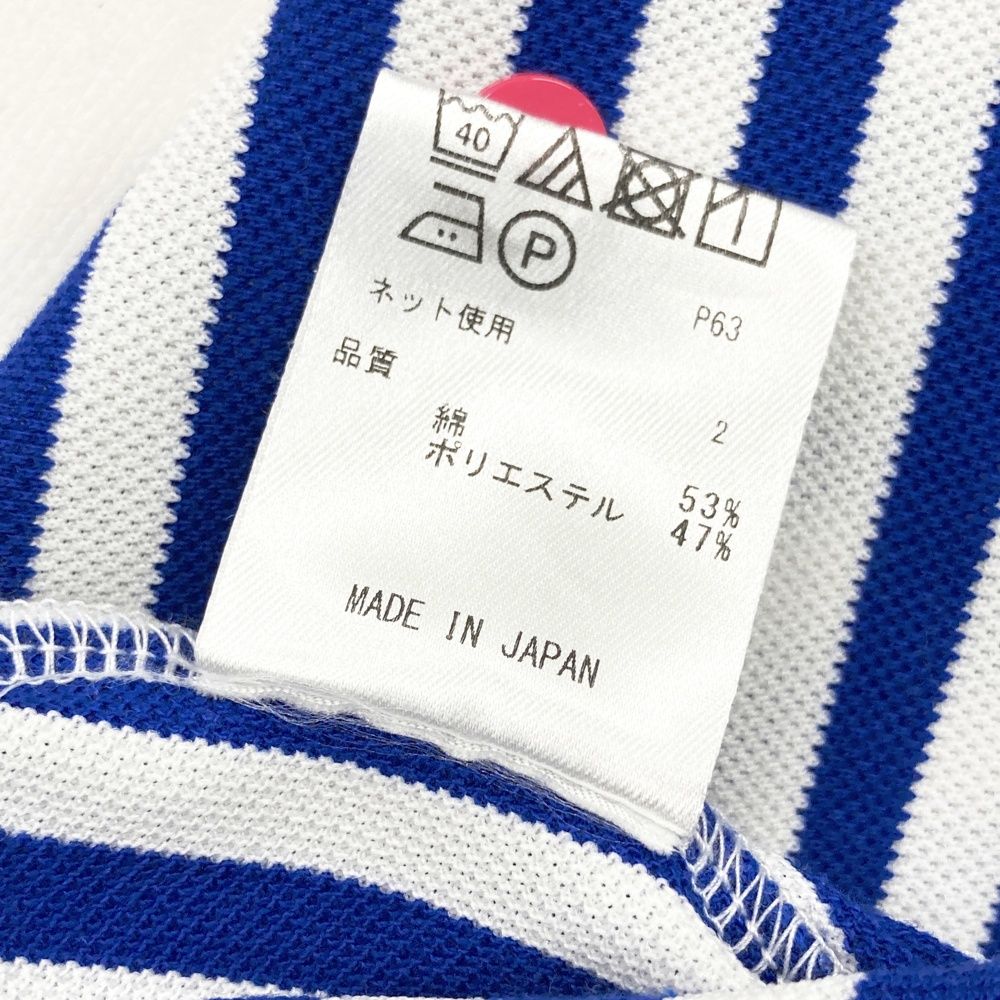 40
P
ネット使用 P63
品質 2
綿 53%
ポリエステル 47%
MADE IN JAPAN